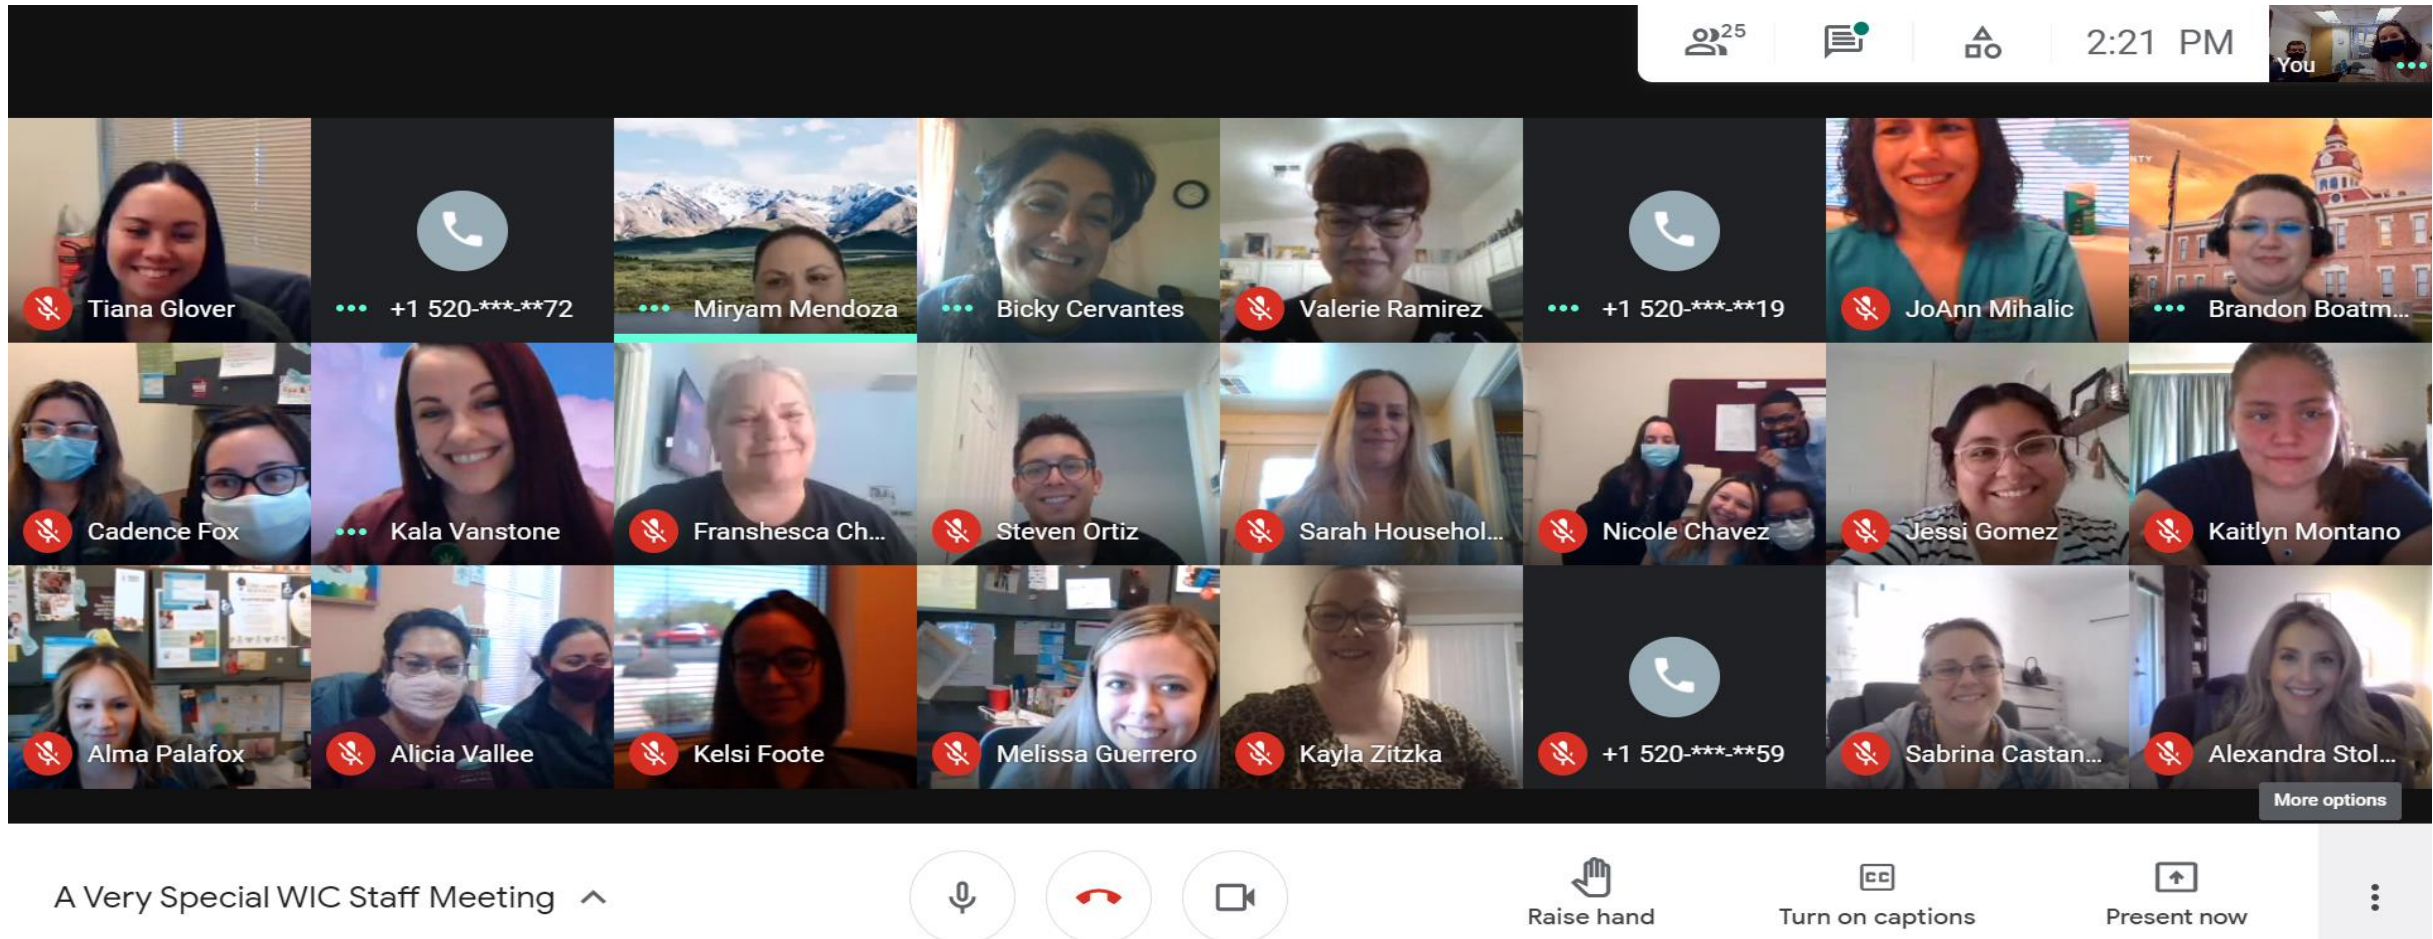 25
2:21 PM
You
NTY
Tiana Glover
+1 520-***-**72
Miryam Mendoza
Bicky Cervantes
Valerie Ramirez
+1 520-***-**19
JoAnn Mihalic
Brandon Boatm...
Cadence Fox
Kala Vanstone
Franshesca Ch...
Steven Ortiz
Sarah Househol...
Nicole Chavez
Jessi Gomez
Kaitlyn Montano
Alma Palafox
Alicia Vallee
Kelsi Foote
Melissa Guerrero
Kayla Zitzka
+1 520-***-**59
Sabrina Castan...
Alexandra Stol...
More options
A Very Special WIC Staff Meeting
Raise hand
CC
Turn on captions
Present now